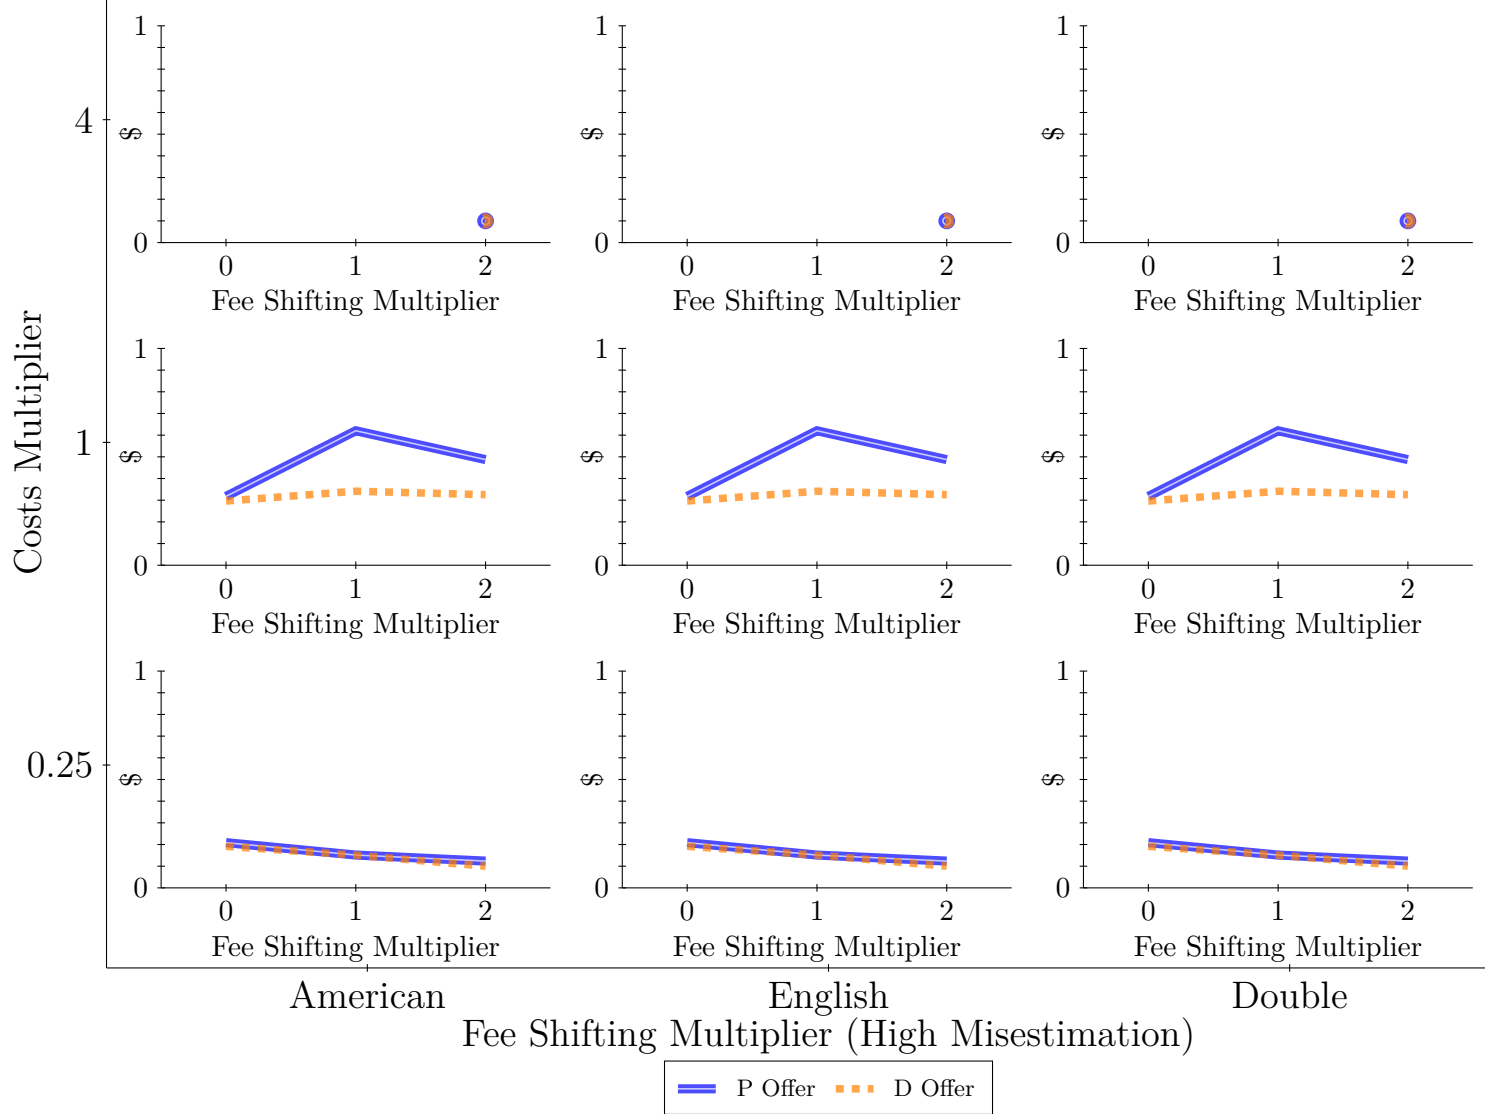 1
$
0
0 1 2
Fee Shifting Multiplier
1
$
0
0 1 2
Fee Shifting Multiplier
1
$
0
0 1 2
Fee Shifting Multiplier
4
1
$
0
0 1 2
Fee Shifting Multiplier
1
$
0
0 1 2
Fee Shifting Multiplier
1
$
0
0 1 2
Fee Shifting Multiplier
1
Costs Multiplier
1
$
0
0 1 2
Fee Shifting Multiplier
1
$
0
0 1 2
Fee Shifting Multiplier
1
$
0
0 1 2
Fee Shifting Multiplier
0.25
American English Double
Fee Shifting Multiplier (High Misestimation)
P Offer D Offer